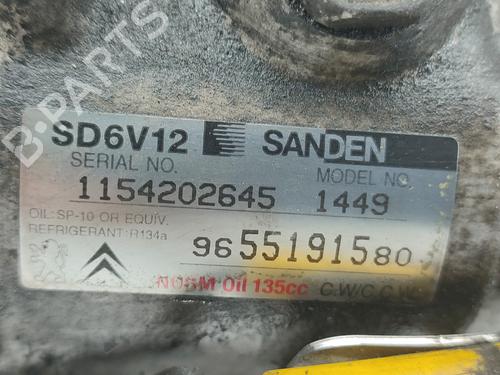 SD6V12 SANDEN
SERIAL NO. MODEL NO
1154202645 1449
OIL: SP-10 OR EQUIV.
REFRIGERANT: R134a
9655191580
Oil 135cc C.W/C.C.W
B-PARTS